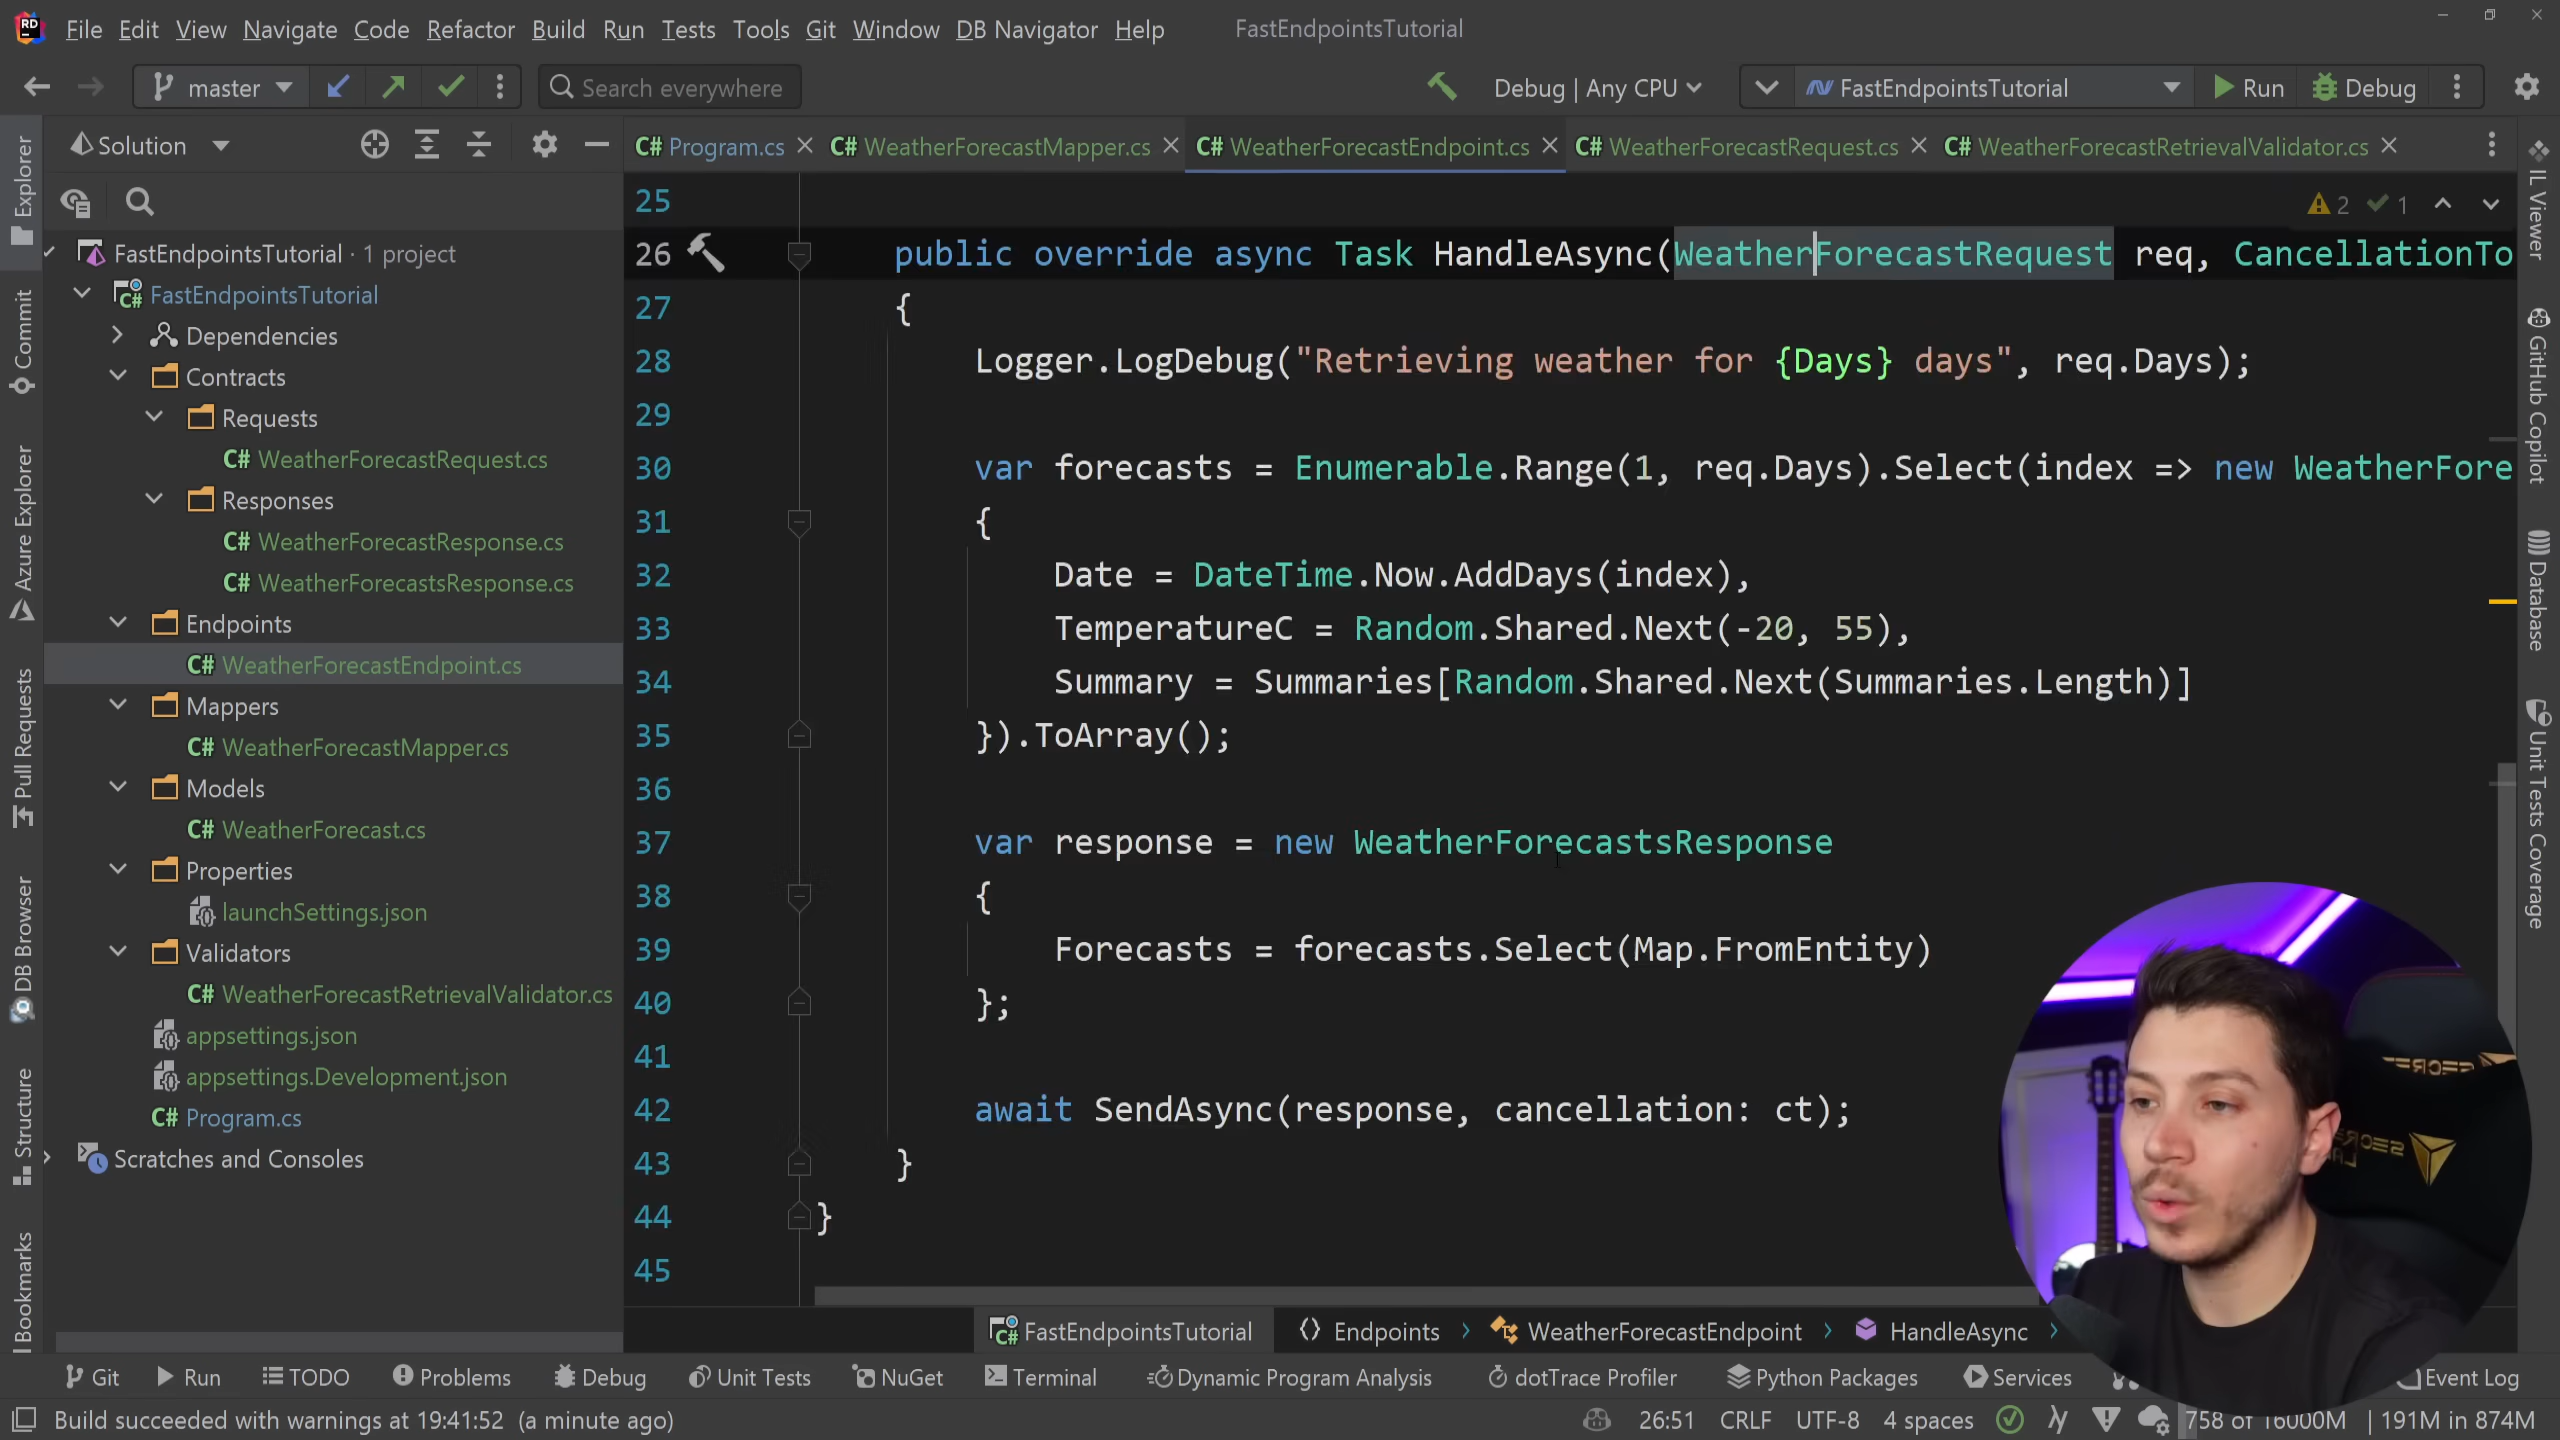 File Edit View Navigate Code Refactor Build Run Tests Tools Git Window DB Navigator Help FastEndpointsTutorial
master Search everywhere Debug | Any CPU FastEndpointsTutorial Run Debug
Solution
Program.cs WeatherForecastMapper.cs WeatherForecastEndpoint.cs WeatherForecastRequest.cs WeatherForecastRetrievalValidator.cs
Explorer
Commit
Azure Explorer
Pull Requests
DB Browser
Structure
Bookmarks
FastEndpointsTutorial · 1 project
FastEndpointsTutorial
Dependencies
Contracts
Requests
C# WeatherForecastRequest.cs
Responses
C# WeatherForecastResponse.cs
C# WeatherForecastsResponse.cs
Endpoints
C# WeatherForecastEndpoint.cs
Mappers
C# WeatherForecastMapper.cs
Models
C# WeatherForecast.cs
Properties
launchSettings.json
Validators
C# WeatherForecastRetrievalValidator.cs
appsettings.json
appsettings.Development.json
C# Program.cs
Scratches and Consoles
2 1
25
26 public override async Task HandleAsync(WeatherForecastRequest req, CancellationTo
27 {
28 Logger.LogDebug("Retrieving weather for {Days} days", req.Days);
29
30 var forecasts = Enumerable.Range(1, req.Days).Select(index => new WeatherFore
31 {
32 Date = DateTime.Now.AddDays(index),
33 TemperatureC = Random.Shared.Next(-20, 55),
34 Summary = Summaries[Random.Shared.Next(Summaries.Length)]
35 }).ToArray();
36
37 var response = new WeatherForecastsResponse
38 {
39 Forecasts = forecasts.Select(Map.FromEntity)
40 };
41
42 await SendAsync(response, cancellation: ct);
43 }
44 }
45
IL Viewer
GitHub Copilot
Database
Unit Tests Coverage
FastEndpointsTutorial Endpoints WeatherForecastEndpoint HandleAsync
Git Run TODO Problems Debug Unit Tests NuGet Terminal Dynamic Program Analysis dotTrace Profiler Python Packages Services Event Log
Build succeeded with warnings at 19:41:52 (a minute ago) 26:51 CRLF UTF-8 4 spaces 758 of 16000M 191M in 874M